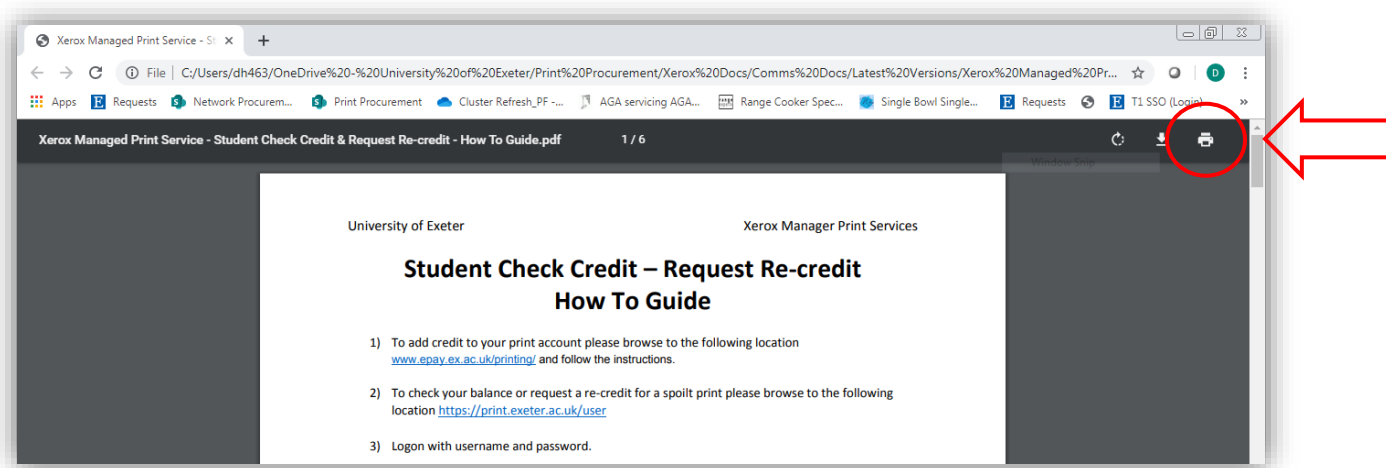 Xerox Managed Print Service - St
File | C:/Users/dh463/OneDrive%20-%20University%20of%20Exeter/Print%20Procurement/Xerox%20Docs/Comms%20Docs/Latest%20Versions/Xerox%20Managed%20Pr... D
Apps Requests Network Procurem... Print Procurement Cluster Refresh_PF -... AGA servicing AGA... Range Cooker Spec... Single Bowl Single... Requests T1 SSO (Login) »
Xerox Managed Print Service - Student Check Credit & Request Re-credit - How To Guide.pdf 1 / 6
Window Snip
University of Exeter Xerox Manager Print Services
Student Check Credit – Request Re-credit
How To Guide
1) To add credit to your print account please browse to the following location
www.epay.ex.ac.uk/printing/ and follow the instructions.
2) To check your balance or request a re-credit for a spoilt print please browse to the following
location https://print.exeter.ac.uk/user
3) Logon with username and password.